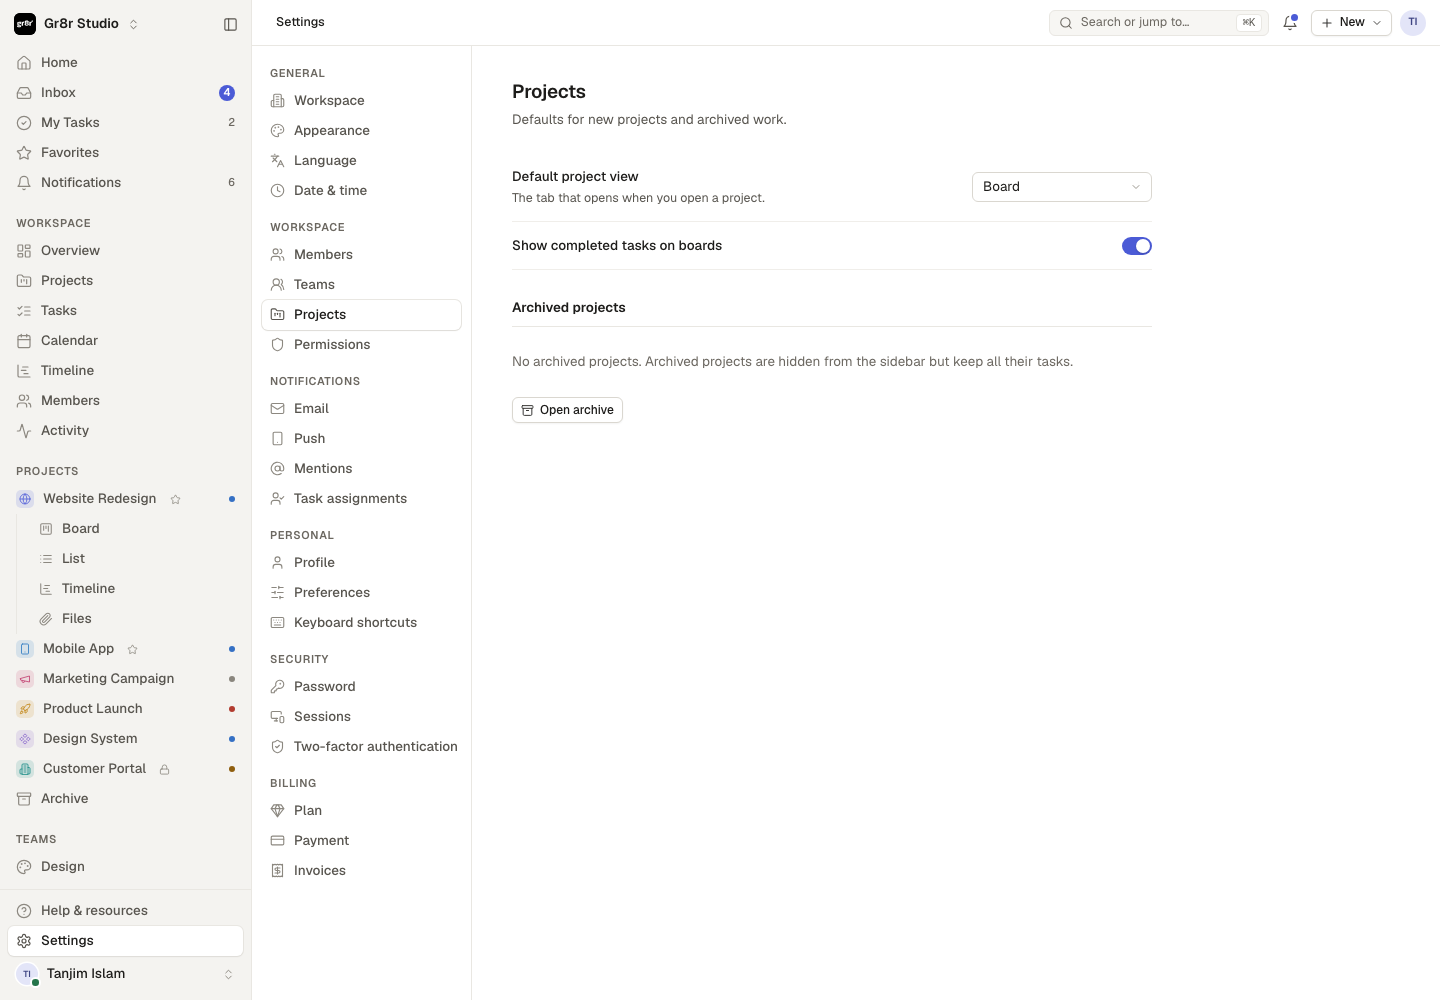 gr8r
Gr8r Studio
Home
Inbox 4
My Tasks 2
Favorites
Notifications 6
WORKSPACE
Overview
Projects
Tasks
Calendar
Timeline
Members
Activity
PROJECTS
Website Redesign
Board
List
Timeline
Files
Mobile App
Marketing Campaign
Product Launch
Design System
Customer Portal
Archive
TEAMS
Design
Help & resources
Settings
TI Tanjim Islam
Settings
Search or jump to... ⌘K
New
TI
GENERAL
Workspace
Appearance
Language
Date & time
WORKSPACE
Members
Teams
Projects
Permissions
NOTIFICATIONS
Email
Push
Mentions
Task assignments
PERSONAL
Profile
Preferences
Keyboard shortcuts
SECURITY
Password
Sessions
Two-factor authentication
BILLING
Plan
Payment
Invoices
Projects
Defaults for new projects and archived work.
Default project view
The tab that opens when you open a project.
Board
Show completed tasks on boards
Archived projects
No archived projects. Archived projects are hidden from the sidebar but keep all their tasks.
Open archive